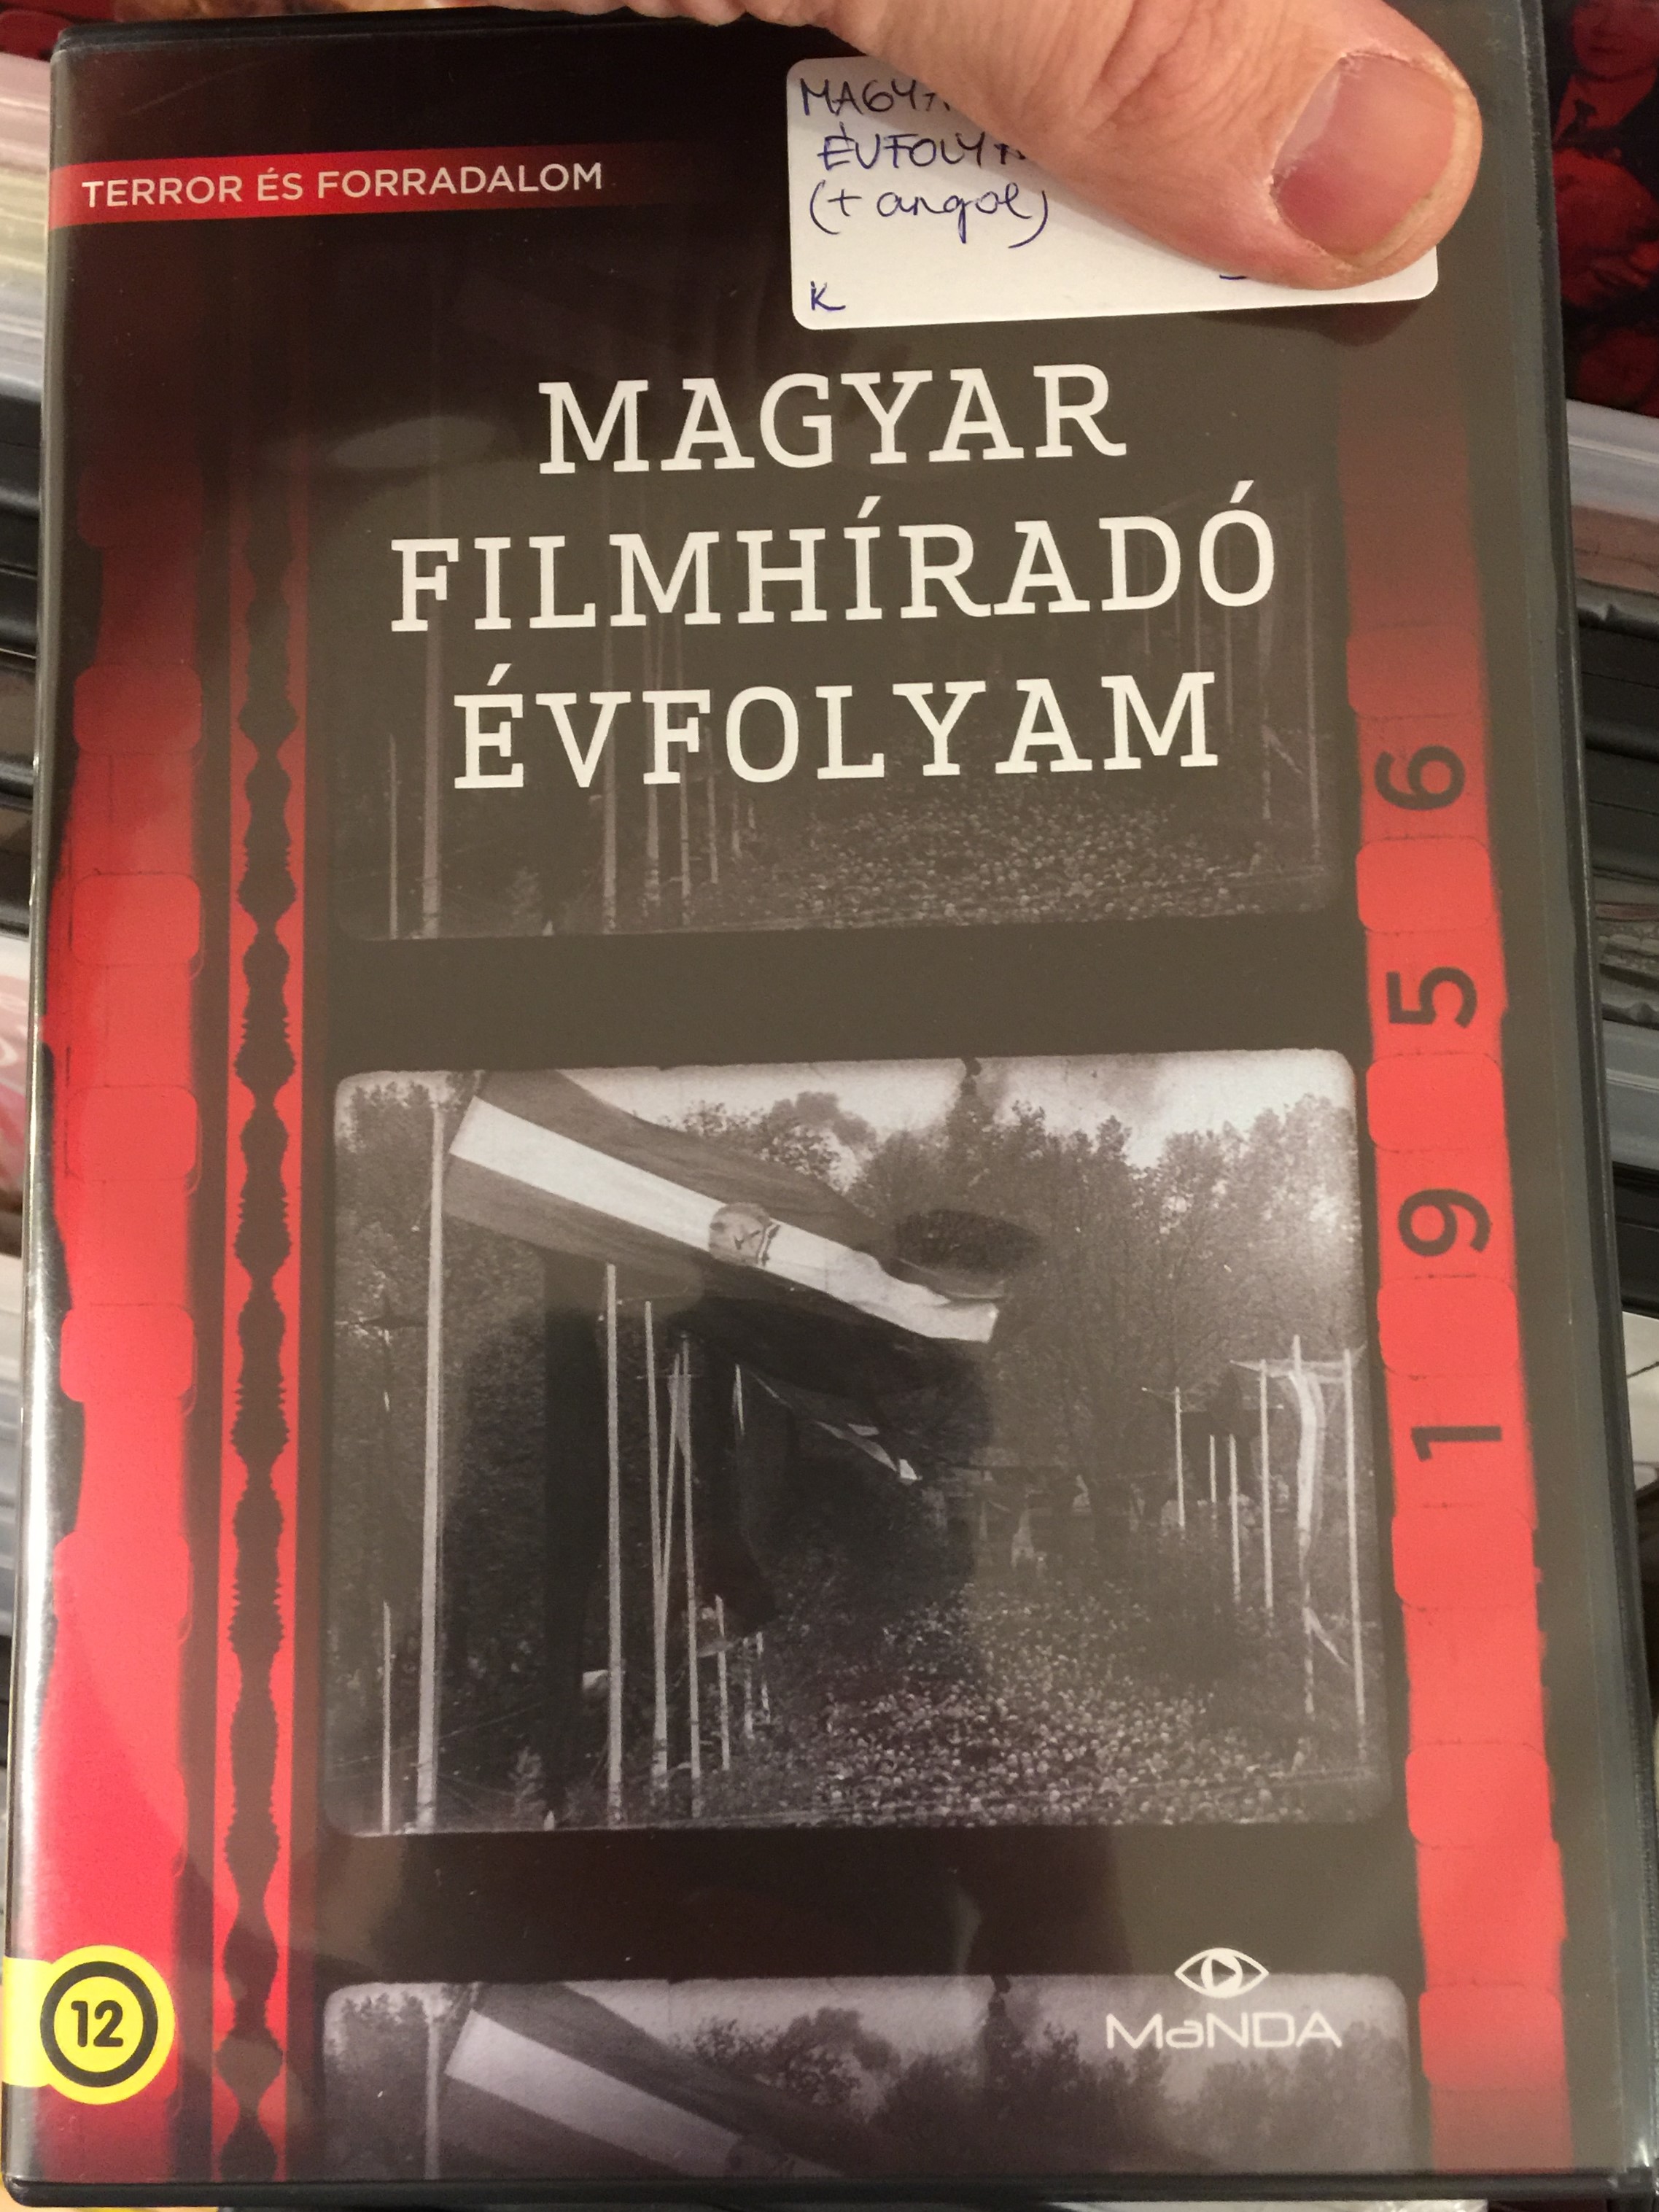 TERROR ÉS FORRADALOM
(+ angol)
K
MAGYAR
FILMHÍRADÓ
ÉVFOLYAM
1956
12
MaNDA